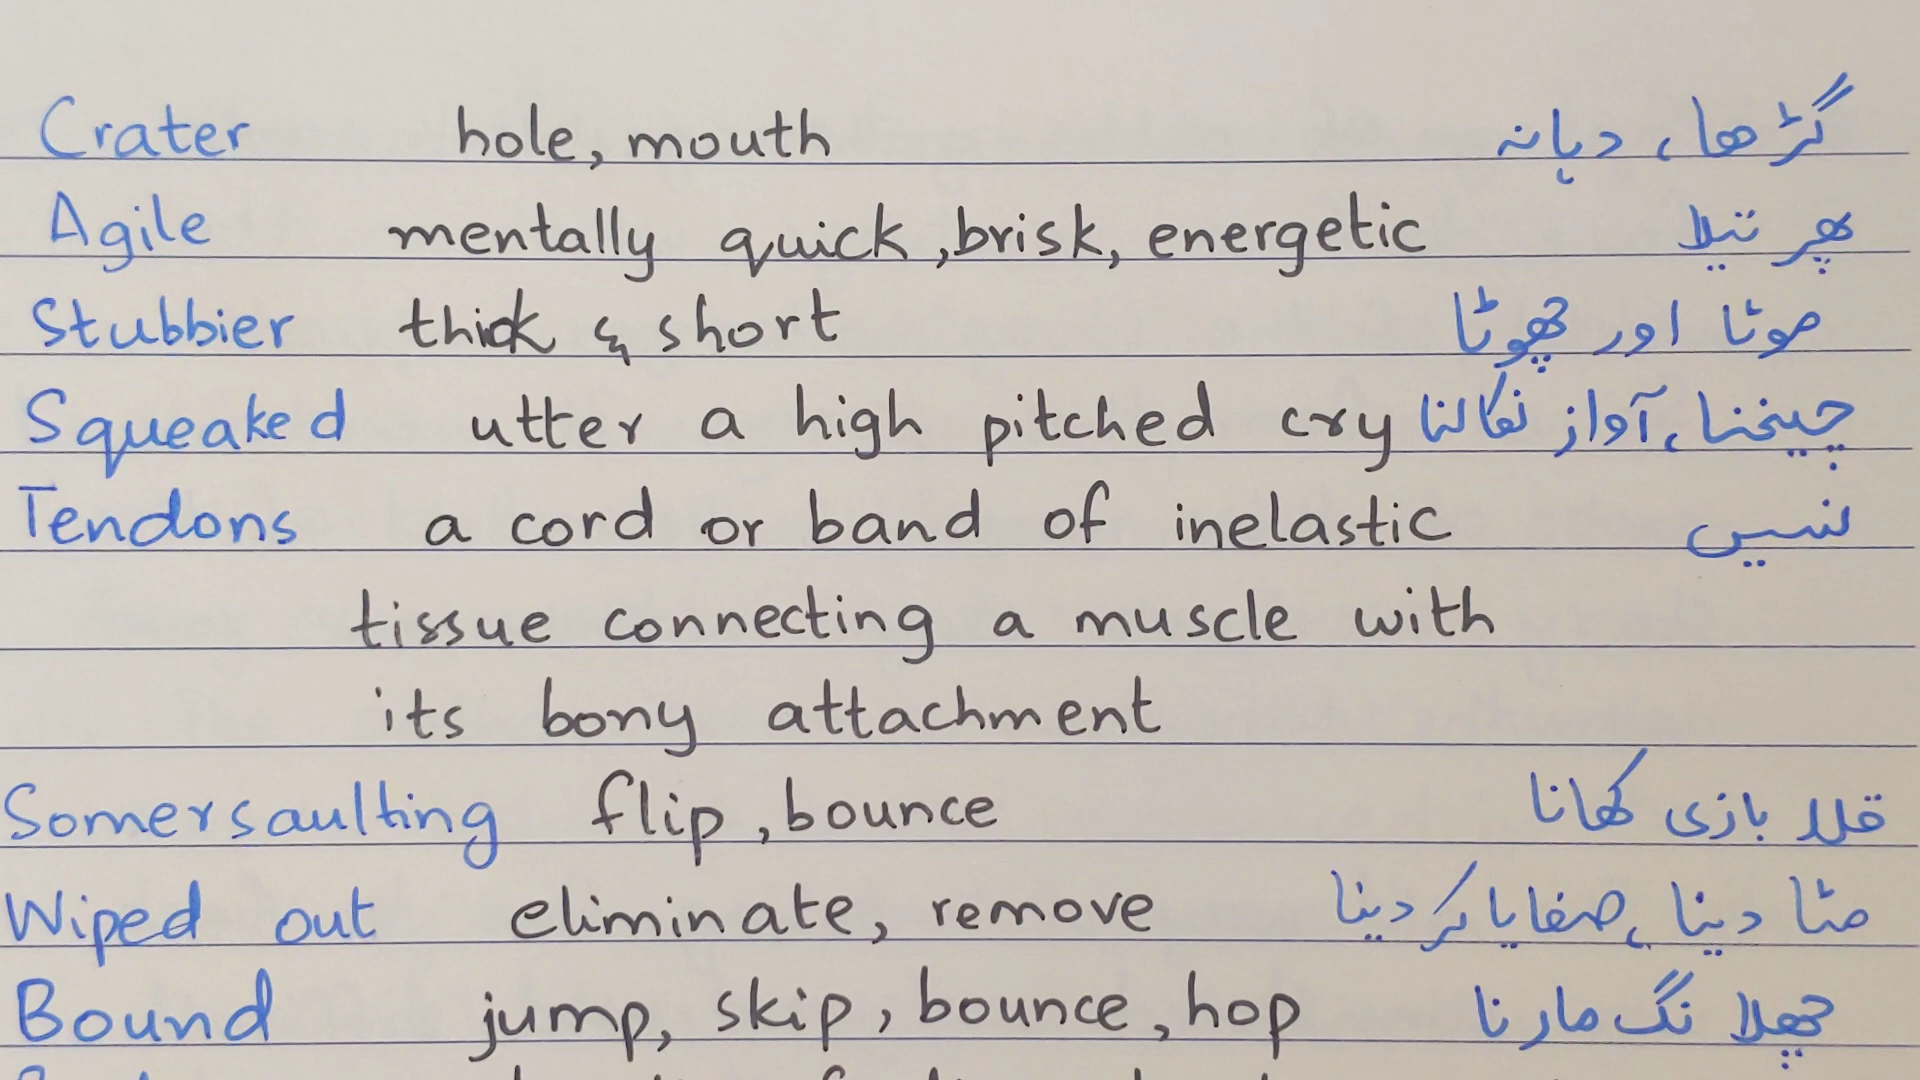 Crater hole, mouth گڑھا، دہانہ
Agile mentally quick, brisk, energetic پھرتیلا
Stubbier thick & short موٹا اور چھوٹا
Squeaked utter a high pitched cry چیخنا، آواز نکالنا
Tendons a cord or band of inelastic نسیں
tissue connecting a muscle with
its bony attachment
Somersaulting flip, bounce قلا بازی کھانا
Wiped out eliminate, remove مٹا دینا، صفایا کر دینا
Bound jump, skip, bounce, hop چھلانگ مارنا